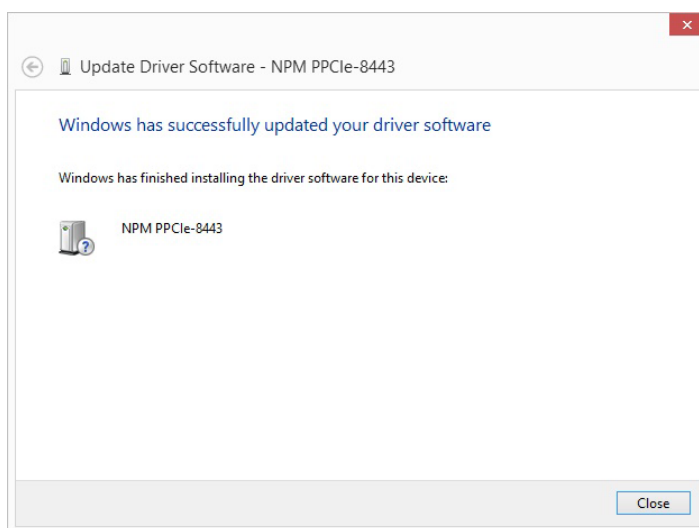 Update Driver Software - NPM PPCIe-8443
Windows has successfully updated your driver software
Windows has finished installing the driver software for this device:
NPM PPCIe-8443
Close